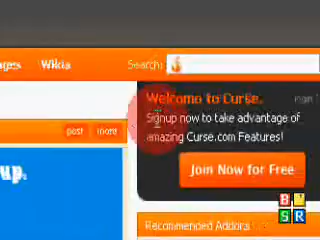 ages Wikia Search:
Welcome to Curse.
Signup now to take advantage of
amazing Curse.com Features!
post more
up.
Join Now for Free
B
S R
Recommended Addons